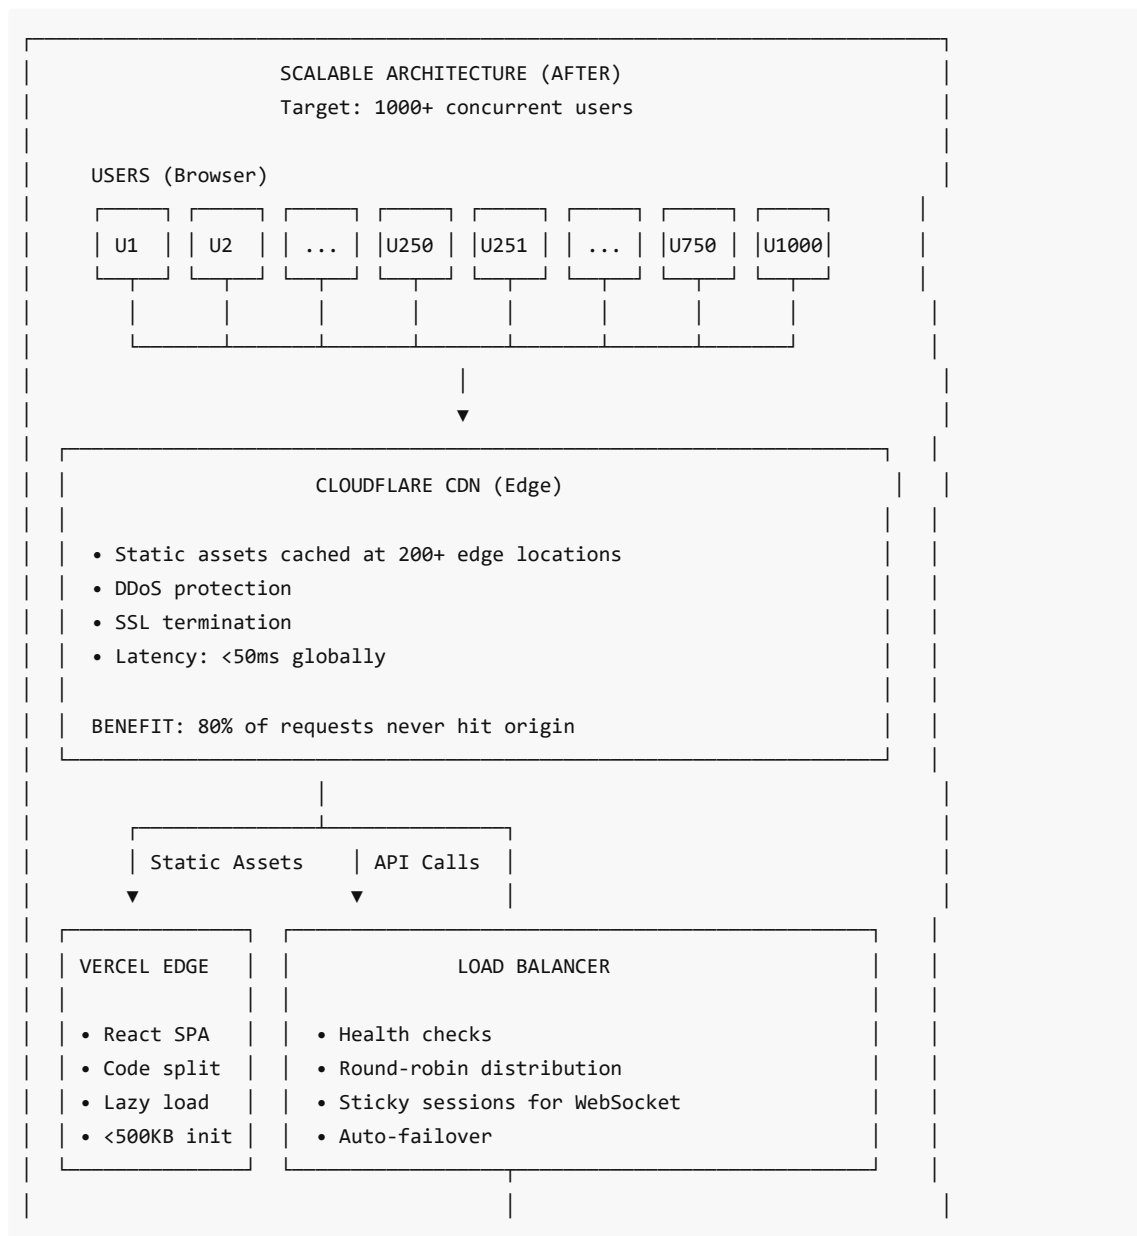 SCALABLE ARCHITECTURE (AFTER)
Target: 1000+ concurrent users
USERS (Browser)
U1 U2 ... U250 U251 ... U750 U1000
CLOUDFLARE CDN (Edge)
• Static assets cached at 200+ edge locations
• DDoS protection
• SSL termination
• Latency: <50ms globally
BENEFIT: 80% of requests never hit origin
Static Assets API Calls
VERCEL EDGE LOAD BALANCER
• React SPA • Health checks
• Code split • Round-robin distribution
• Lazy load • Sticky sessions for WebSocket
• <500KB init • Auto-failover